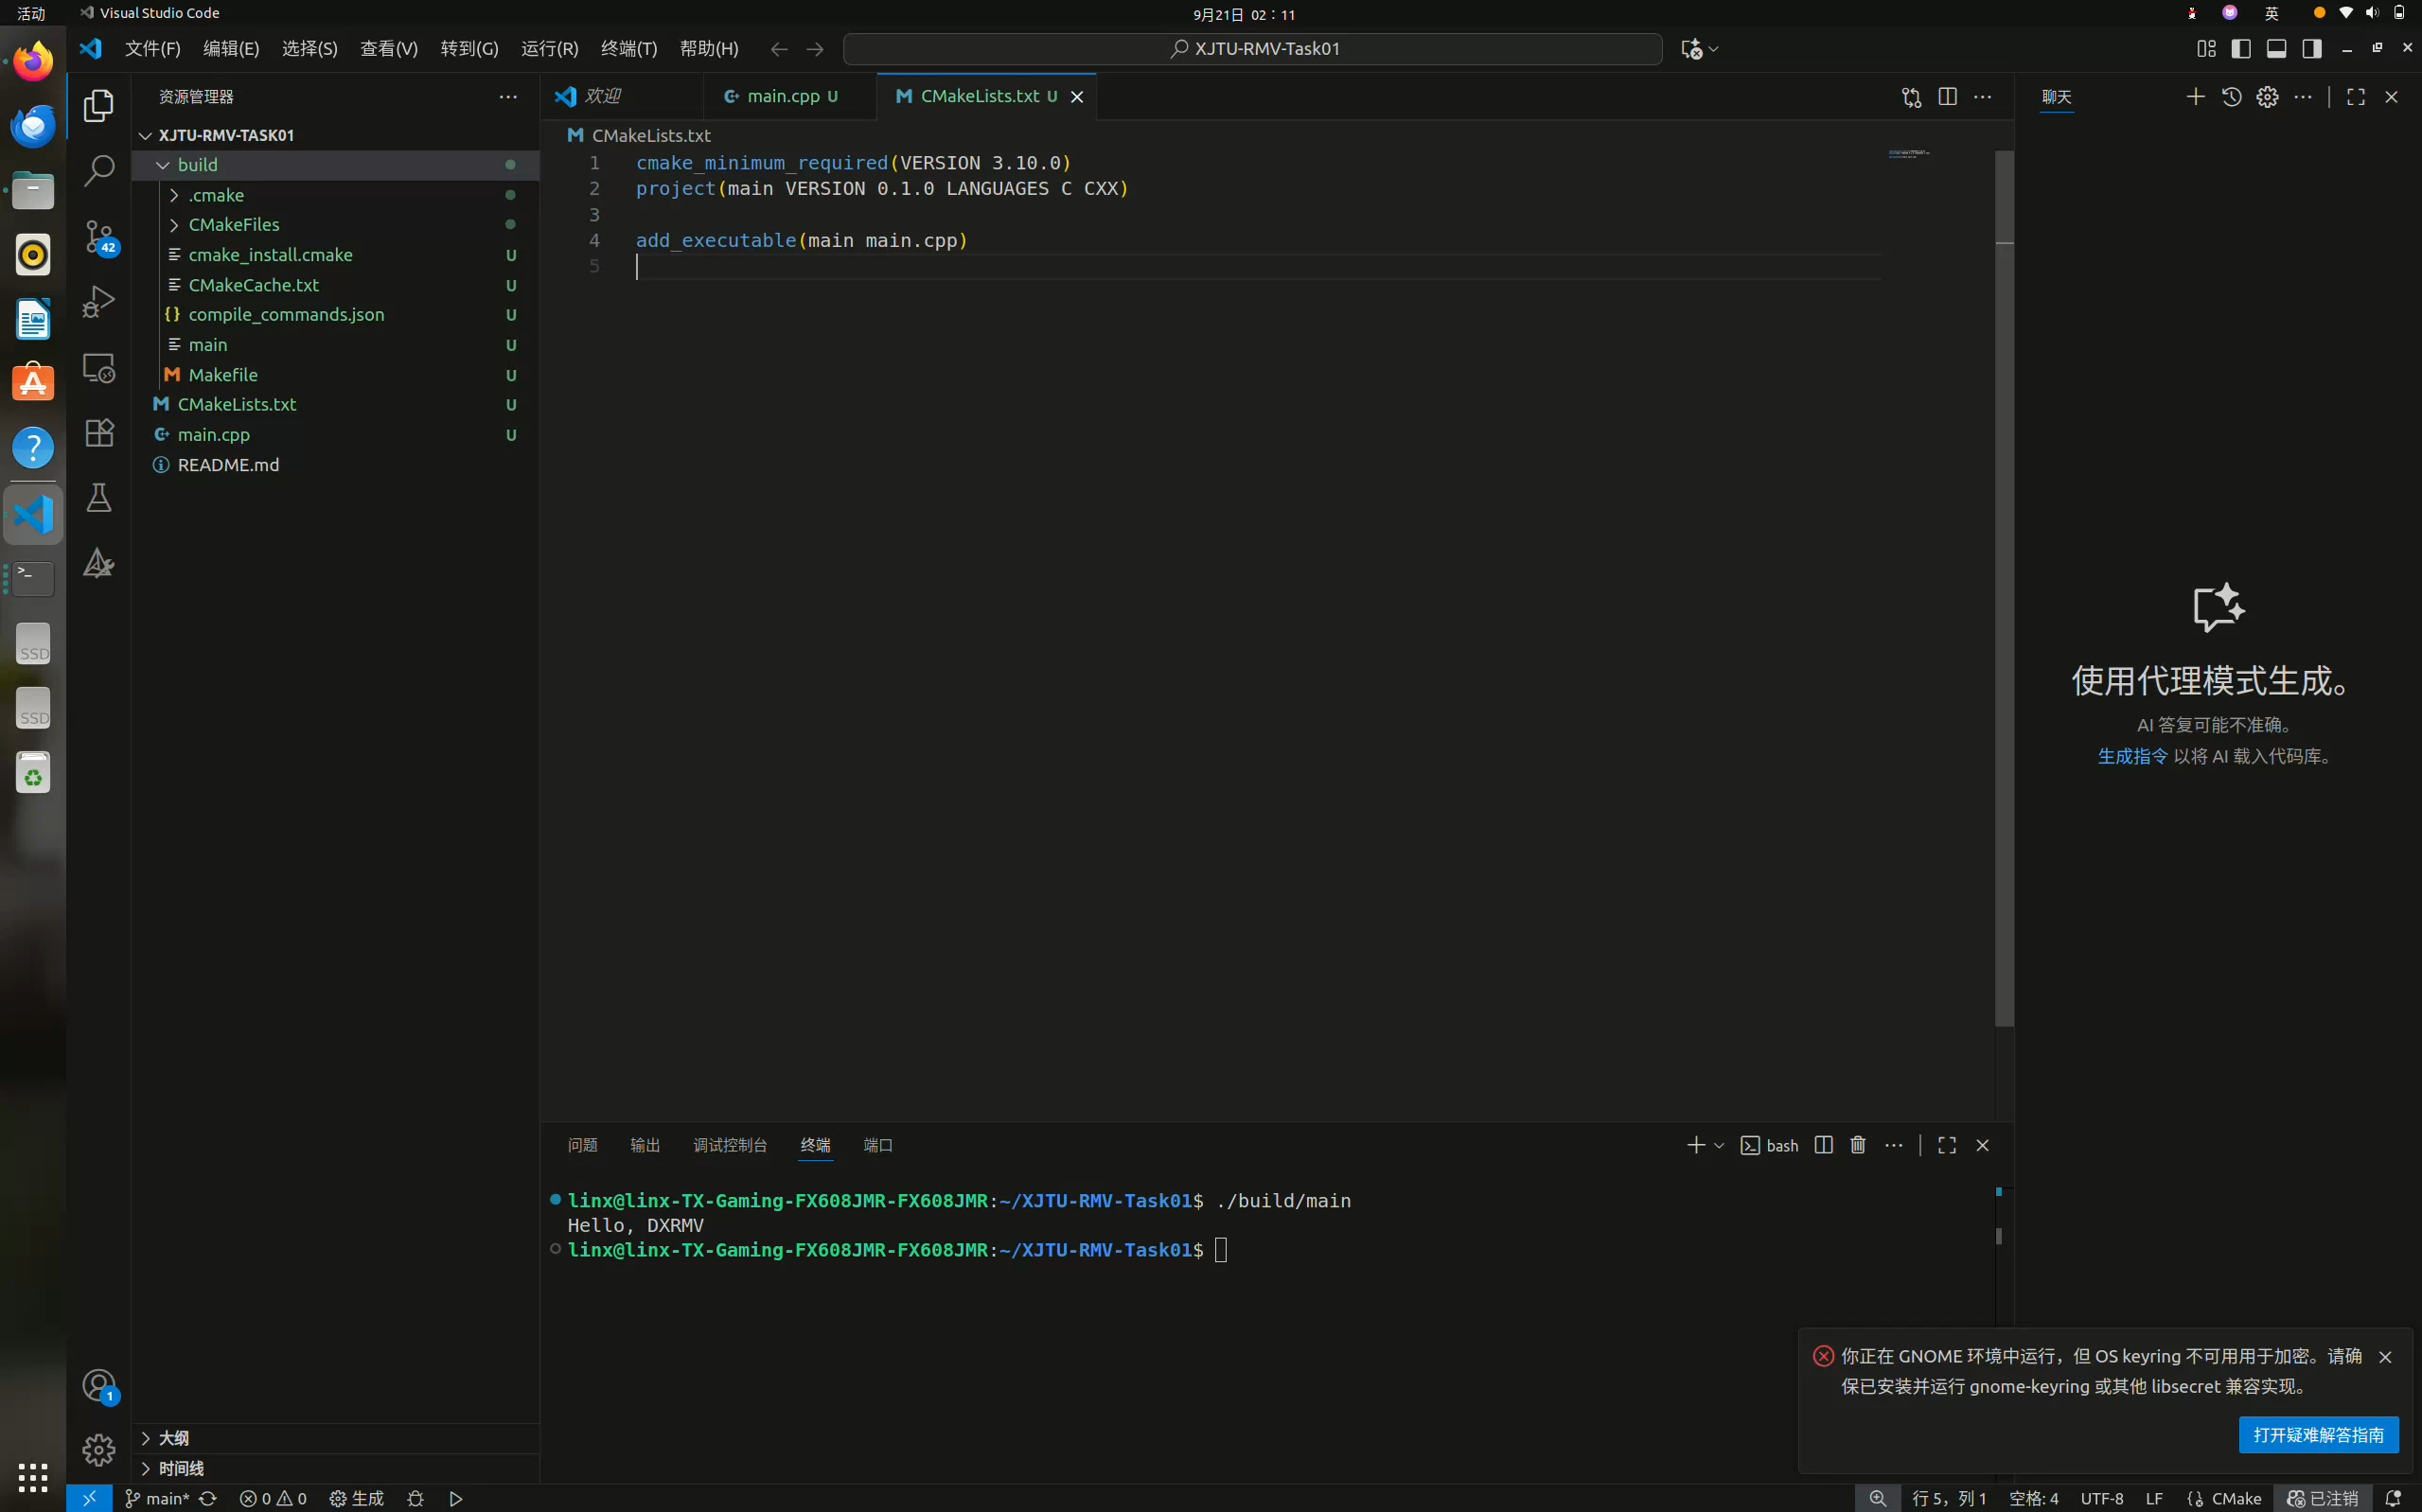 活动
Visual Studio Code
9月21日 02：11
英
文件(F) 编辑(E) 选择(S) 查看(V) 转到(G) 运行(R) 终端(T) 帮助(H)
XJTU-RMV-Task01
资源管理器
欢迎
main.cpp U
CMakeLists.txt U
聊天
XJTU-RMV-TASK01
build
.cmake
CMakeFiles
cmake_install.cmake U
CMakeCache.txt U
compile_commands.json U
main U
Makefile U
CMakeLists.txt U
main.cpp U
README.md
42
SSD
SSD
1
大纲
时间线
CMakeLists.txt
1 cmake_minimum_required(VERSION 3.10.0)
2 project(main VERSION 0.1.0 LANGUAGES C CXX)
3
4 add_executable(main main.cpp)
5
使用代理模式生成。
AI 答复可能不准确。
生成指令 以将 AI 载入代码库。
问题 输出 调试控制台 终端 端口
bash
linx@linx-TX-Gaming-FX608JMR-FX608JMR:~/XJTU-RMV-Task01$ ./build/main
Hello, DXRMV
linx@linx-TX-Gaming-FX608JMR-FX608JMR:~/XJTU-RMV-Task01$
你正在 GNOME 环境中运行，但 OS keyring 不可用用于加密。请确
保已安装并运行 gnome-keyring 或其他 libsecret 兼容实现。
打开疑难解答指南
main* 0 0 生成
行 5，列 1 空格: 4 UTF-8 LF CMake 已注销